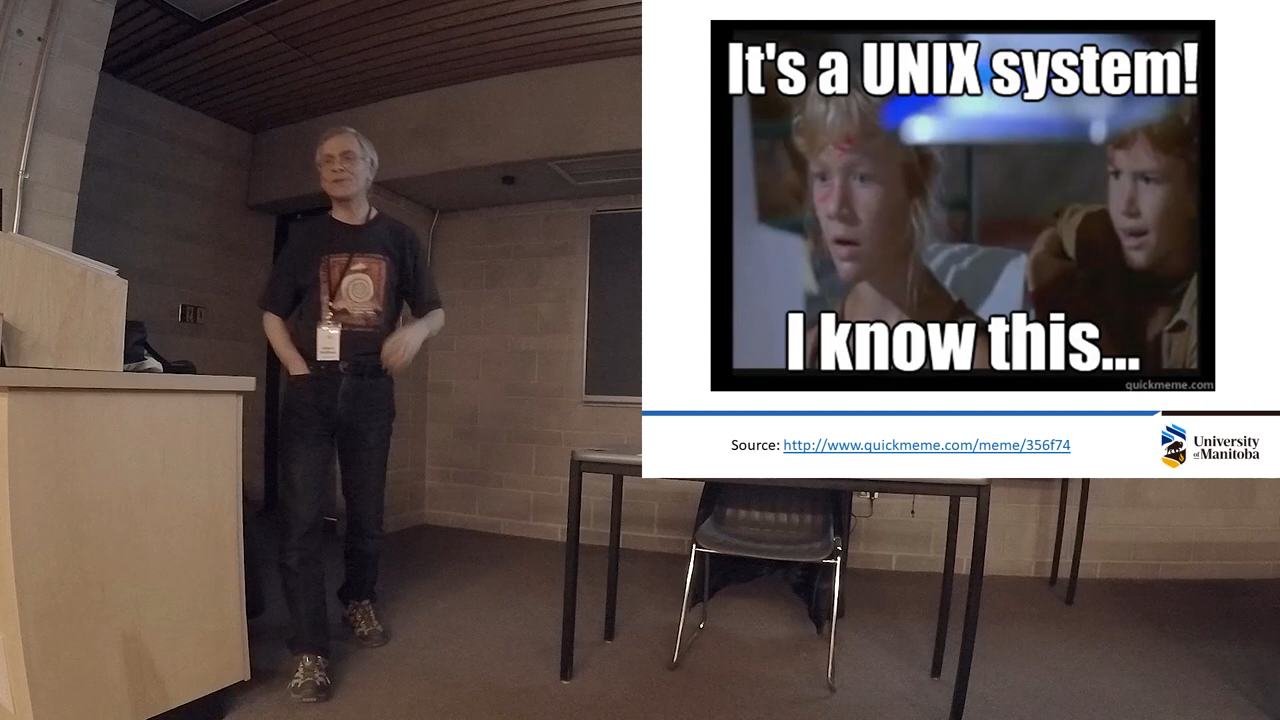 It's a UNIX system!
I know this...
quickmeme.com
Source: http://www.quickmeme.com/meme/356f74
University
of Manitoba